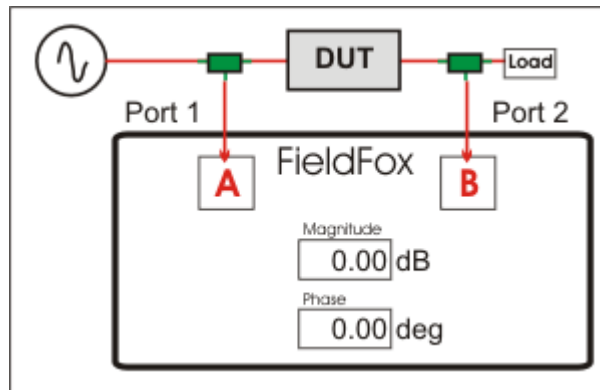 DUT
Load
Port 1
Port 2
FieldFox
A
B
Magnitude
0.00 dB
Phase
0.00 deg